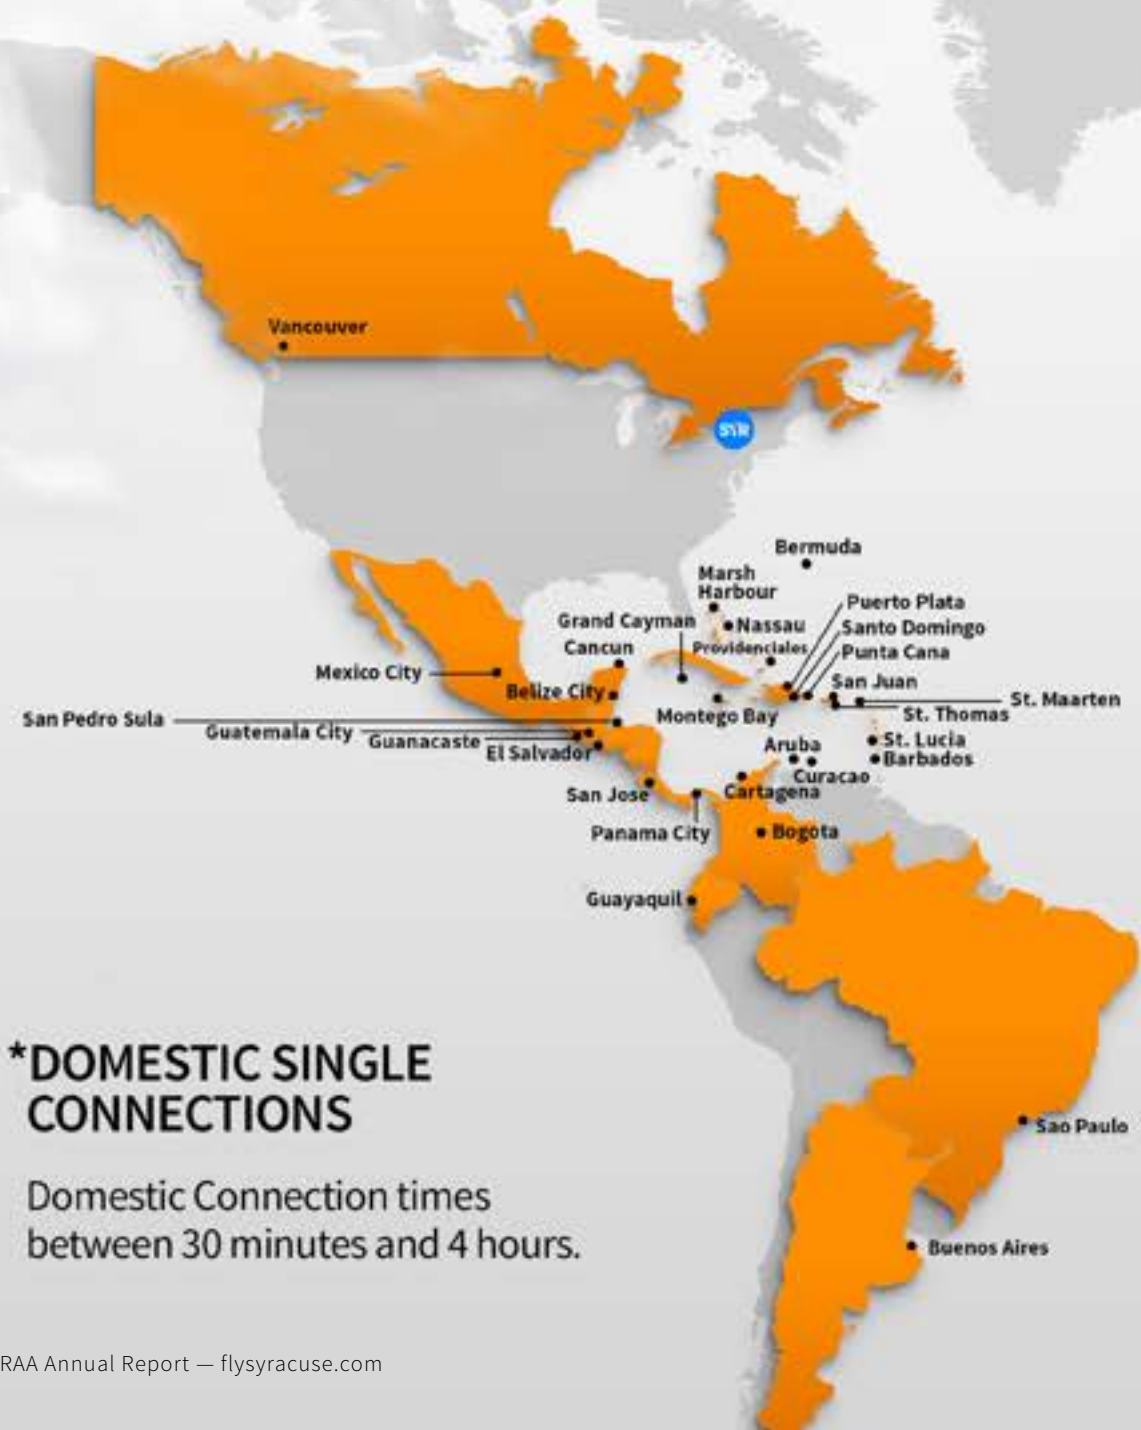 Vancouver
SYR
Bermuda
Marsh
Harbour
Puerto Plata
Grand Cayman
Nassau
Santo Domingo
Cancun
Providenciales
Punta Cana
Mexico City
San Juan
Belize City
St. Maarten
San Pedro Sula
Montego Bay
St. Thomas
Guatemala City
Guanacaste
El Salvador
Aruba
St. Lucia
Barbados
Curacao
San Jose
Cartagena
Panama City
Bogota
Guayaquil
*DOMESTIC SINGLE
CONNECTIONS
Sao Paulo
Domestic Connection times
between 30 minutes and 4 hours.
Buenos Aires
RAA Annual Report — flysyracuse.com